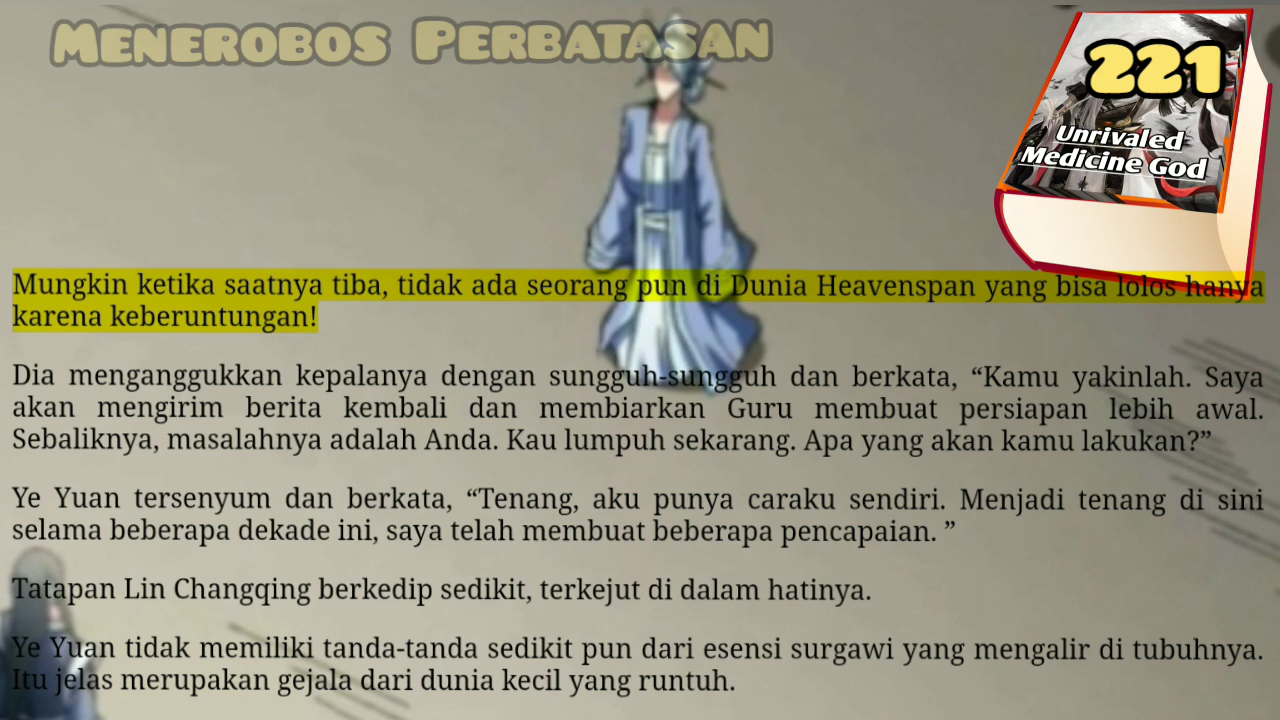 Menerobos Perbatasan
221
Unrivaled
Medicine God
Mungkin ketika saatnya tiba, tidak ada seorang pun di Dunia Heavenspan yang bisa lolos hanya
karena keberuntungan!
Dia menganggukkan kepalanya dengan sungguh-sungguh dan berkata, “Kamu yakinlah. Saya
akan mengirim berita kembali dan membiarkan Guru membuat persiapan lebih awal.
Sebaliknya, masalahnya adalah Anda. Kau lumpuh sekarang. Apa yang akan kamu lakukan?”
Ye Yuan tersenyum dan berkata, “Tenang, aku punya caraku sendiri. Menjadi tenang di sini
selama beberapa dekade ini, saya telah membuat beberapa pencapaian. ”
Tatapan Lin Changqing berkedip sedikit, terkejut di dalam hatinya.
Ye Yuan tidak memiliki tanda-tanda sedikit pun dari esensi surgawi yang mengalir di tubuhnya.
Itu jelas merupakan gejala dari dunia kecil yang runtuh.